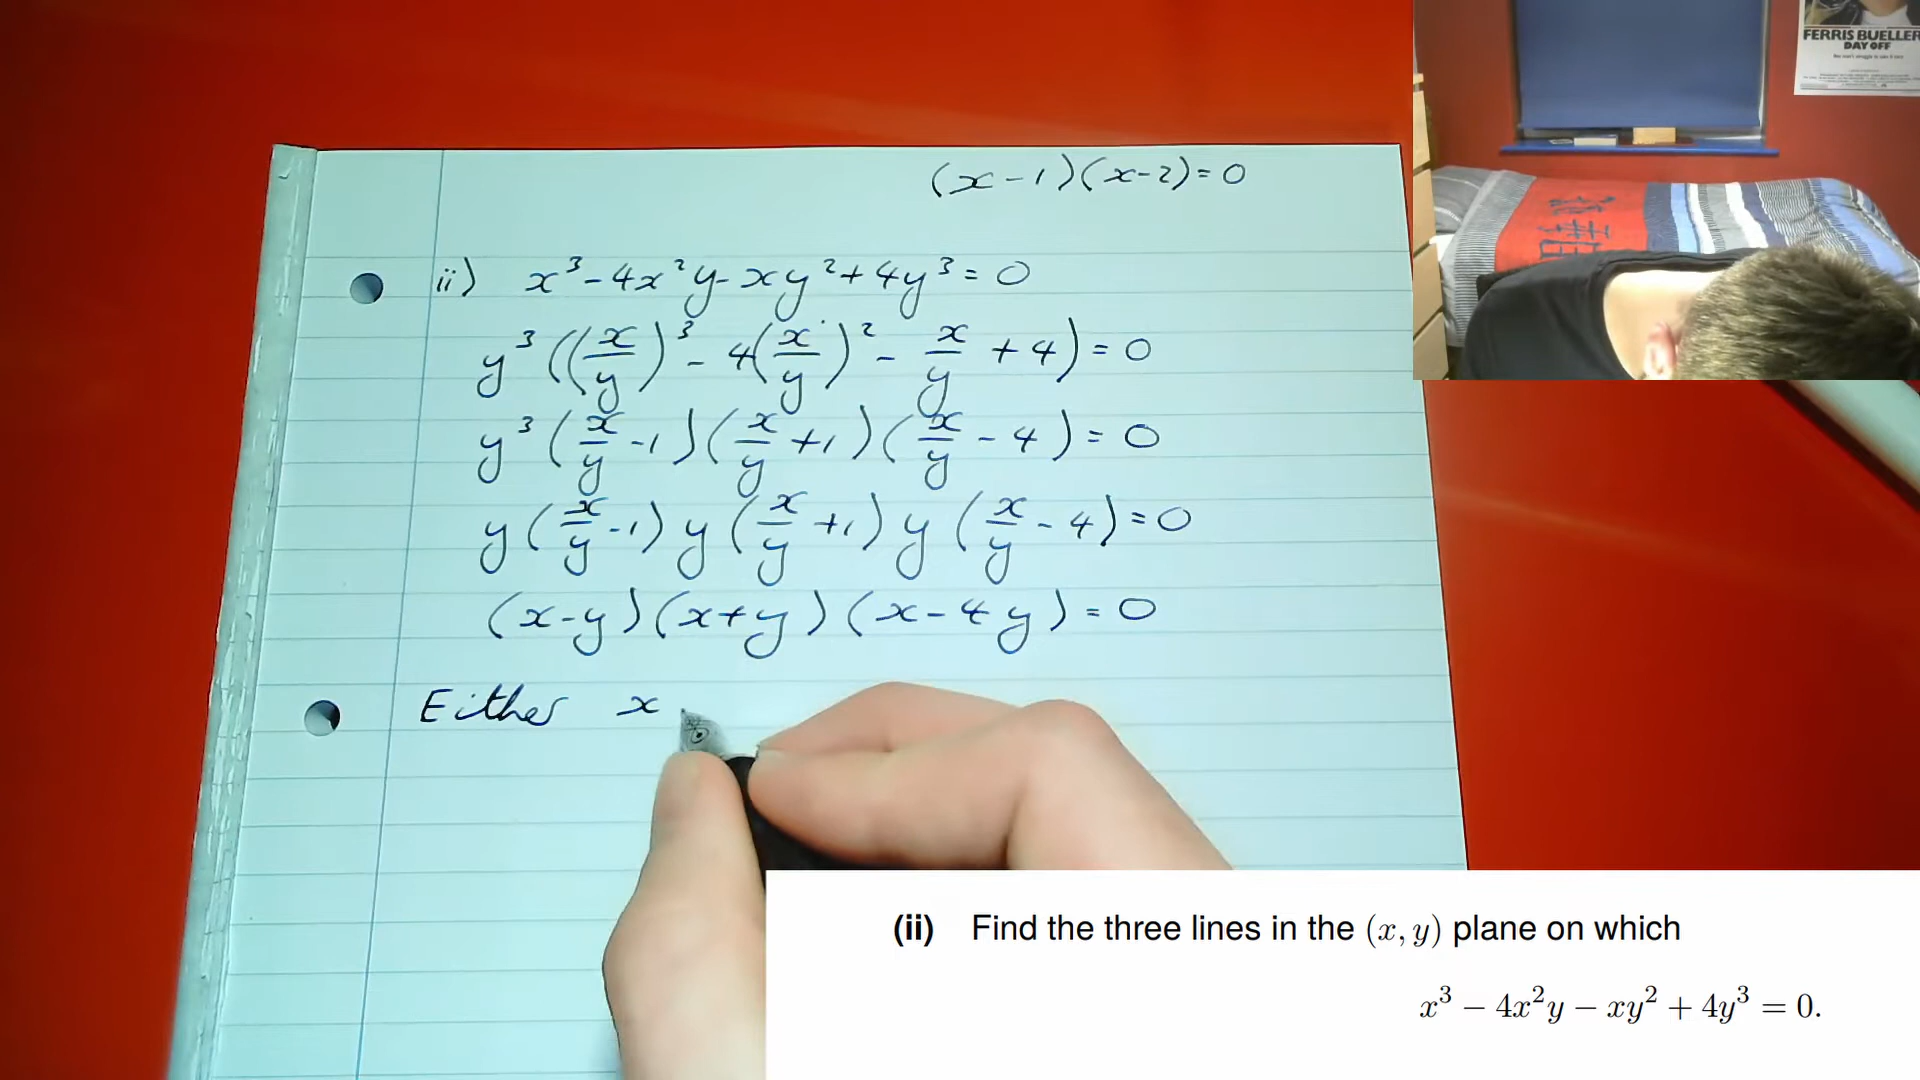 (x-1)(x-2)=0
ii) x³-4x²y-xy²+4y³=0
y³((x/y)³-4(x/y)²-x/y+4)=0
y³(x/y-1)(x/y+1)(x/y-4)=0
y(x/y-1)y(x/y+1)y(x/y-4)=0
(x-y)(x+y)(x-4y)=0
Either x
FERRIS BUELLER
DAY OFF
(ii) Find the three lines in the (x, y) plane on which
x³ − 4x²y − xy² + 4y³ = 0.